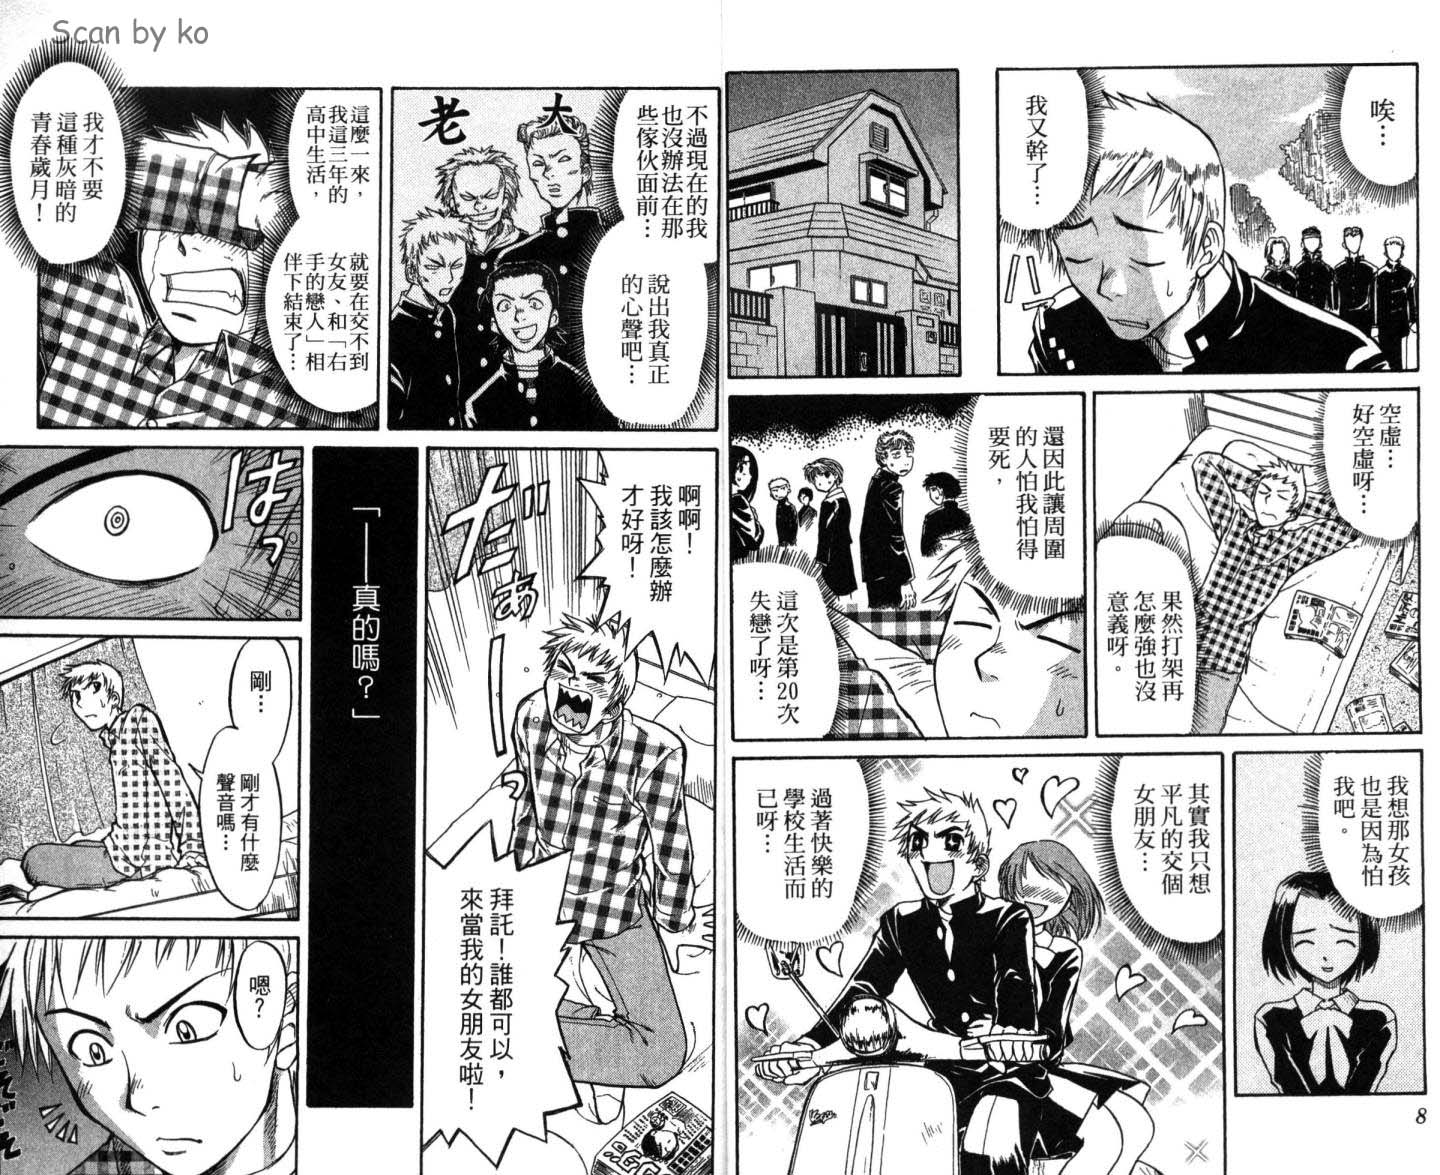 Scan by ko
唉…
我又幹了…
空虛…
好空虛呀…
果然打架再
怎麼強也沒
意義呀。
還因此讓周圍
的人怕我怕得
要死，
這次是第20次
失戀了呀…
我想那女孩
也是因為怕
我吧。
其實我只想
平凡的交個
女朋友…
過著快樂的
學校生活而
已呀…
8
不過現在的我
也沒辦法在那
些傢伙面前…
說出我真正
的心聲吧…
老大
這麼一來，
我這三年的
高中生活，
就要在交不到
女友、和「右
手的戀人」相
伴下結束了…
我才不要
這種灰暗的
青春歲月！
啊啊！
我該怎麼辦
才好呀！
だぁっ
拜託！誰都可以，
來當我的女朋友啦！
「——真的嗎？」
はっ
剛…
剛才有什麼
聲音嗎…
嗯？